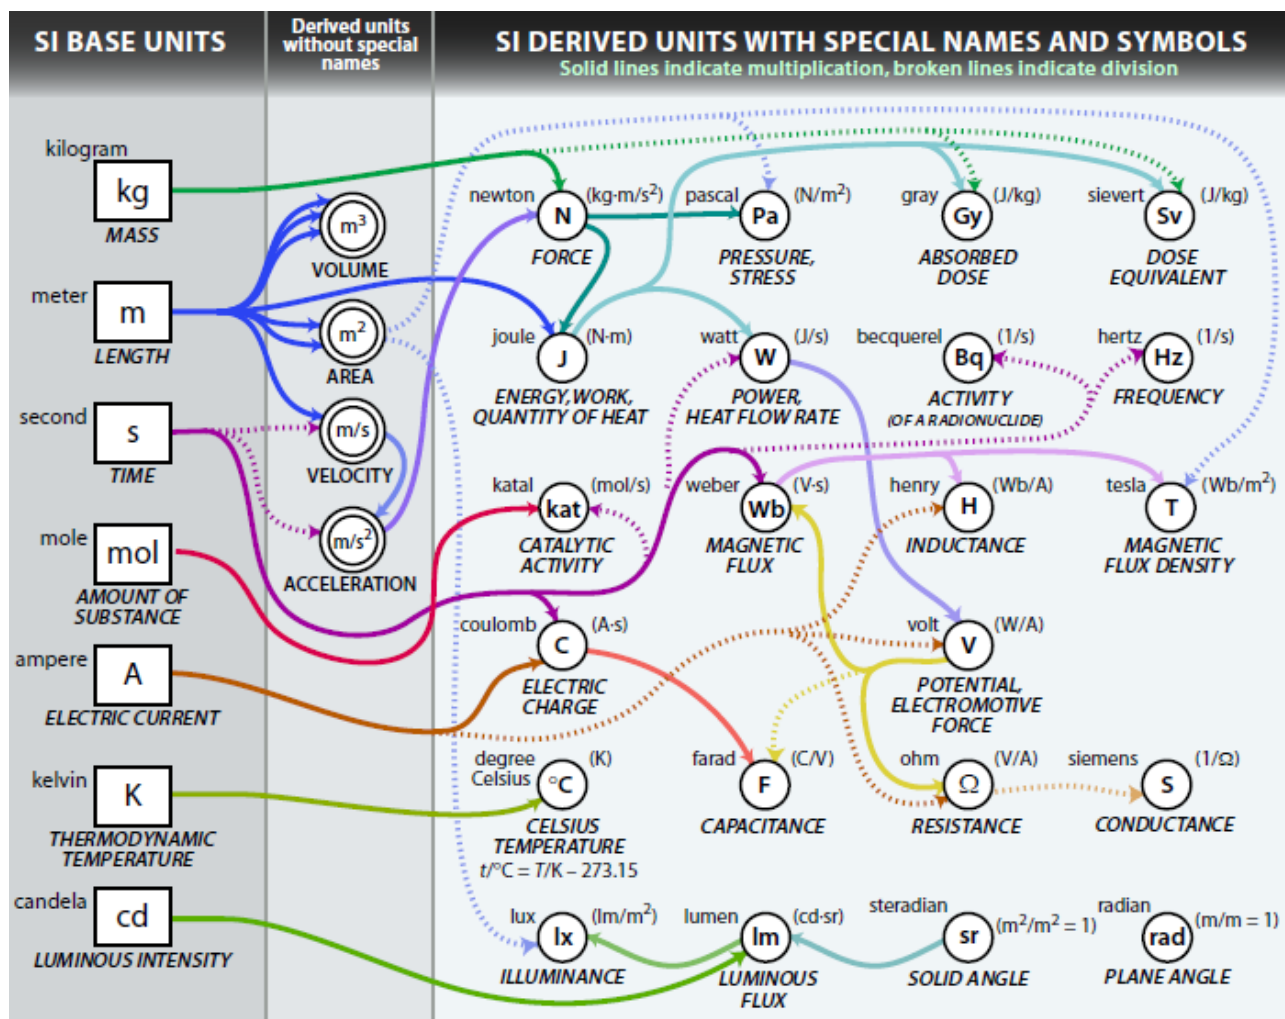 SI BASE UNITS
Derived units
without special
names
SI DERIVED UNITS WITH SPECIAL NAMES AND SYMBOLS
Solid lines indicate multiplication, broken lines indicate division
kilogram
kg
MASS
meter
m
LENGTH
second
s
TIME
mole
mol
AMOUNT OF
SUBSTANCE
ampere
A
ELECTRIC CURRENT
kelvin
K
THERMODYNAMIC
TEMPERATURE
candela
cd
LUMINOUS INTENSITY
m³
VOLUME
m²
AREA
m/s
VELOCITY
m/s²
ACCELERATION
newton
N
(kg·m/s²)
FORCE
pascal
Pa
(N/m²)
PRESSURE,
STRESS
gray
Gy
(J/kg)
ABSORBED
DOSE
sievert
Sv
(J/kg)
DOSE
EQUIVALENT
joule
J
(N·m)
ENERGY, WORK,
QUANTITY OF HEAT
watt
W
(J/s)
POWER,
HEAT FLOW RATE
becquerel
Bq
(1/s)
ACTIVITY
(OF A RADIONUCLIDE)
hertz
Hz
(1/s)
FREQUENCY
katal
kat
(mol/s)
CATALYTIC
ACTIVITY
weber
Wb
(V·s)
MAGNETIC
FLUX
henry
H
(Wb/A)
INDUCTANCE
tesla
T
(Wb/m²)
MAGNETIC
FLUX DENSITY
coulomb
C
(A·s)
ELECTRIC
CHARGE
volt
V
(W/A)
POTENTIAL,
ELECTROMOTIVE
FORCE
degree
Celsius
°C
(K)
CELSIUS
TEMPERATURE
t/°C = T/K – 273.15
farad
F
(C/V)
CAPACITANCE
ohm
Ω
(V/A)
RESISTANCE
siemens
S
(1/Ω)
CONDUCTANCE
lux
lx
(lm/m²)
ILLUMINANCE
lumen
lm
(cd·sr)
LUMINOUS
FLUX
steradian
sr
(m²/m² = 1)
SOLID ANGLE
radian
rad
(m/m = 1)
PLANE ANGLE